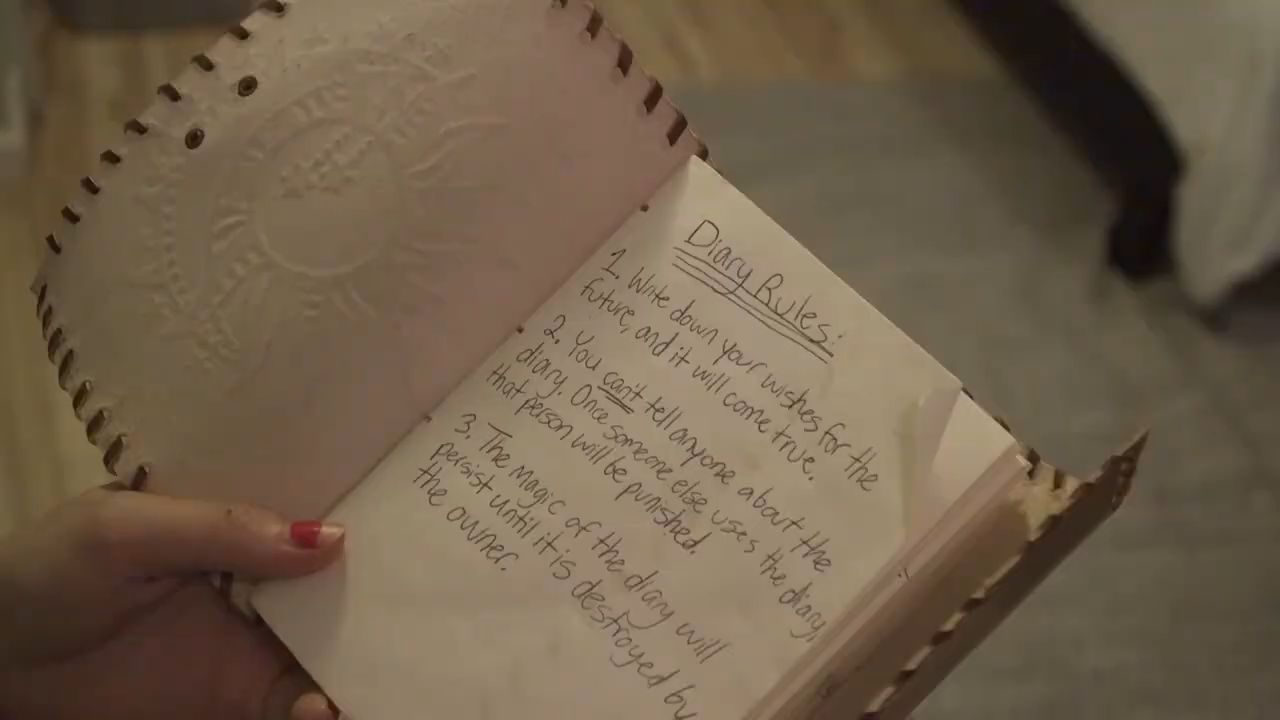 Diary Rules:
1. Write down your wishes for the
future, and it will come true.
2. You can't tell anyone about the
diary. Once someone else uses the diary,
that person will be punished.
3. The magic of the diary will
persist until it is destroyed by
the owner.